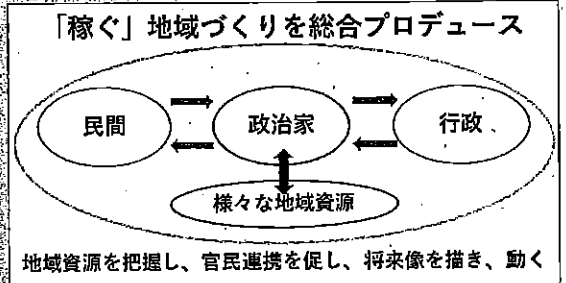 「稼ぐ」地域づくりを総合プロデュース
民間
政治家
行政
様々な地域資源
地域資源を把握し、官民連携を促し、将来像を描き、動く